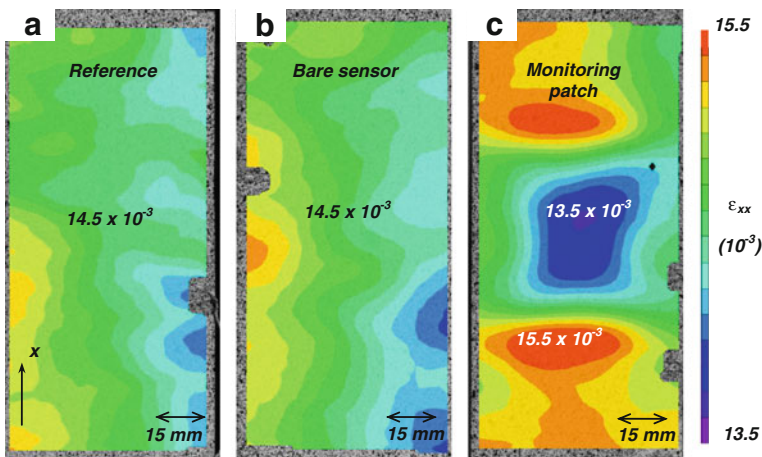 a
Reference
14.5 x 10⁻³
x
15 mm
b
Bare sensor
14.5 x 10⁻³
15 mm
c
Monitoring
patch
13.5 x 10⁻³
15.5 x 10⁻³
15 mm
15.5
εxx
(10⁻³)
13.5